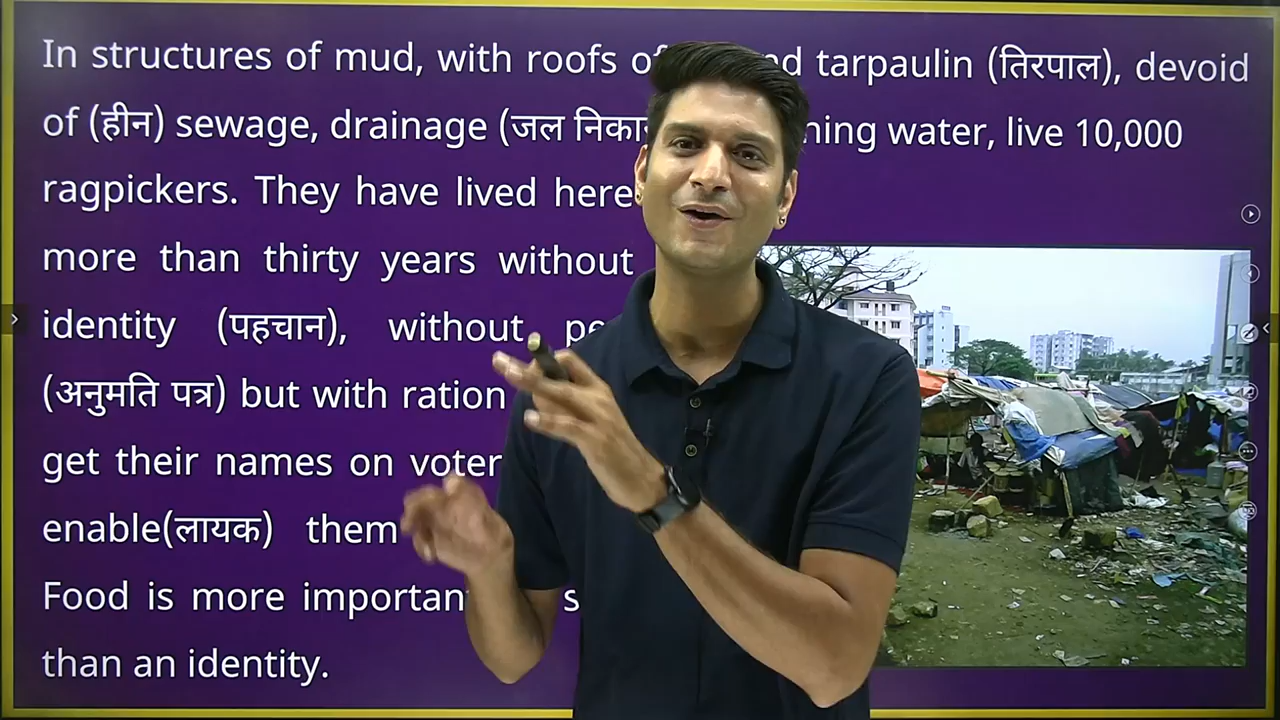 In structures of mud, with roofs of tarpaulin (तिरपाल), devoid
of (हीन) sewage, drainage (जल water, live 10,000
ragpickers. They have lived here
more than thirty years without
identity (पहचान), without
(अनुमति पत्र) but with ration
get their names on voter
enable(लायक) them
Food is more important
than an identity.